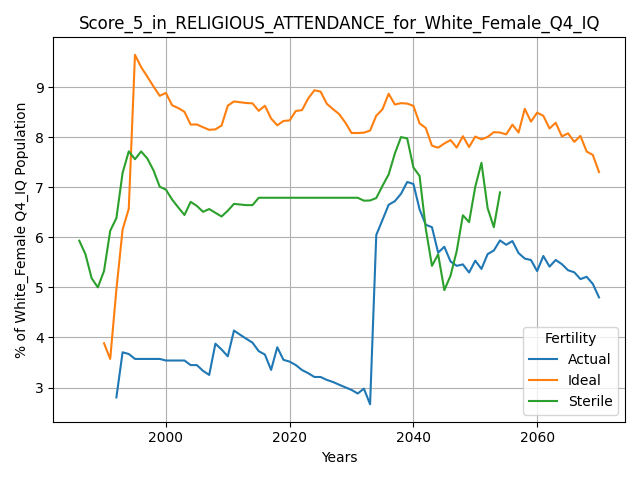 Score_5_in_RELIGIOUS_ATTENDANCE_for_White_Female_Q4_IQ
% of White_Female Q4_IQ Population
9
8
7
6
5
4
3
2000 2020 2040 2060
Years
Fertility
Actual
Ideal
Sterile